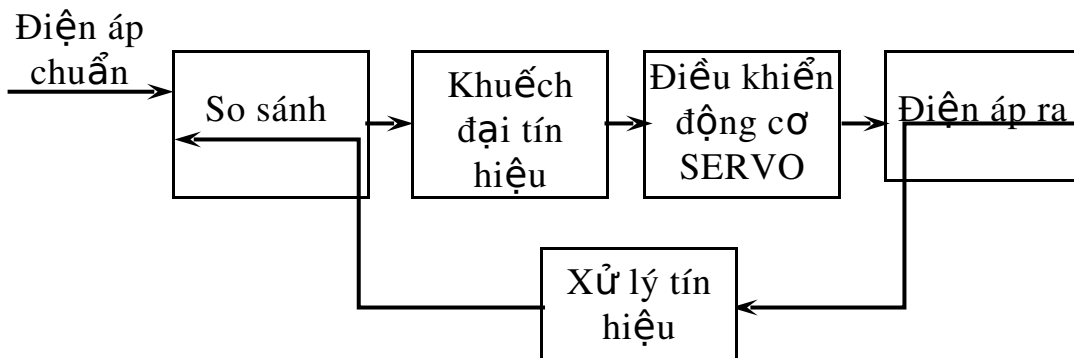 Điện áp
chuẩn
So sánh
Khuếch
đại tín
hiệu
Điều khiển
động cơ
SERVO
Điện áp ra
Xử lý tín
hiệu